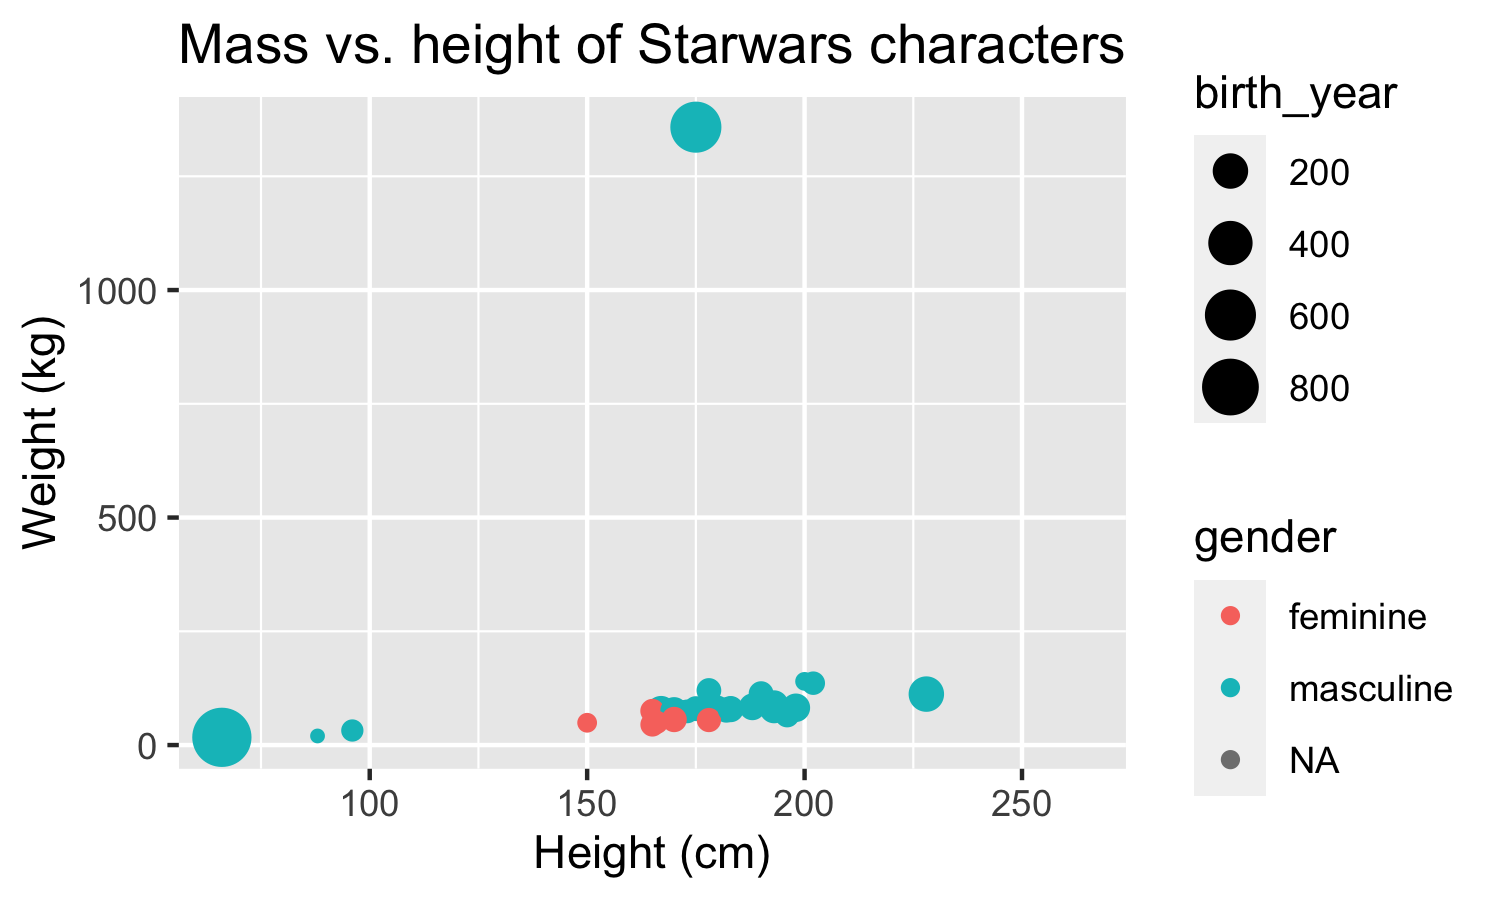 Mass vs. height of Starwars characters
Weight (kg)
1000
500
0
100
150
200
250
Height (cm)
birth_year
200
400
600
800
gender
feminine
masculine
NA